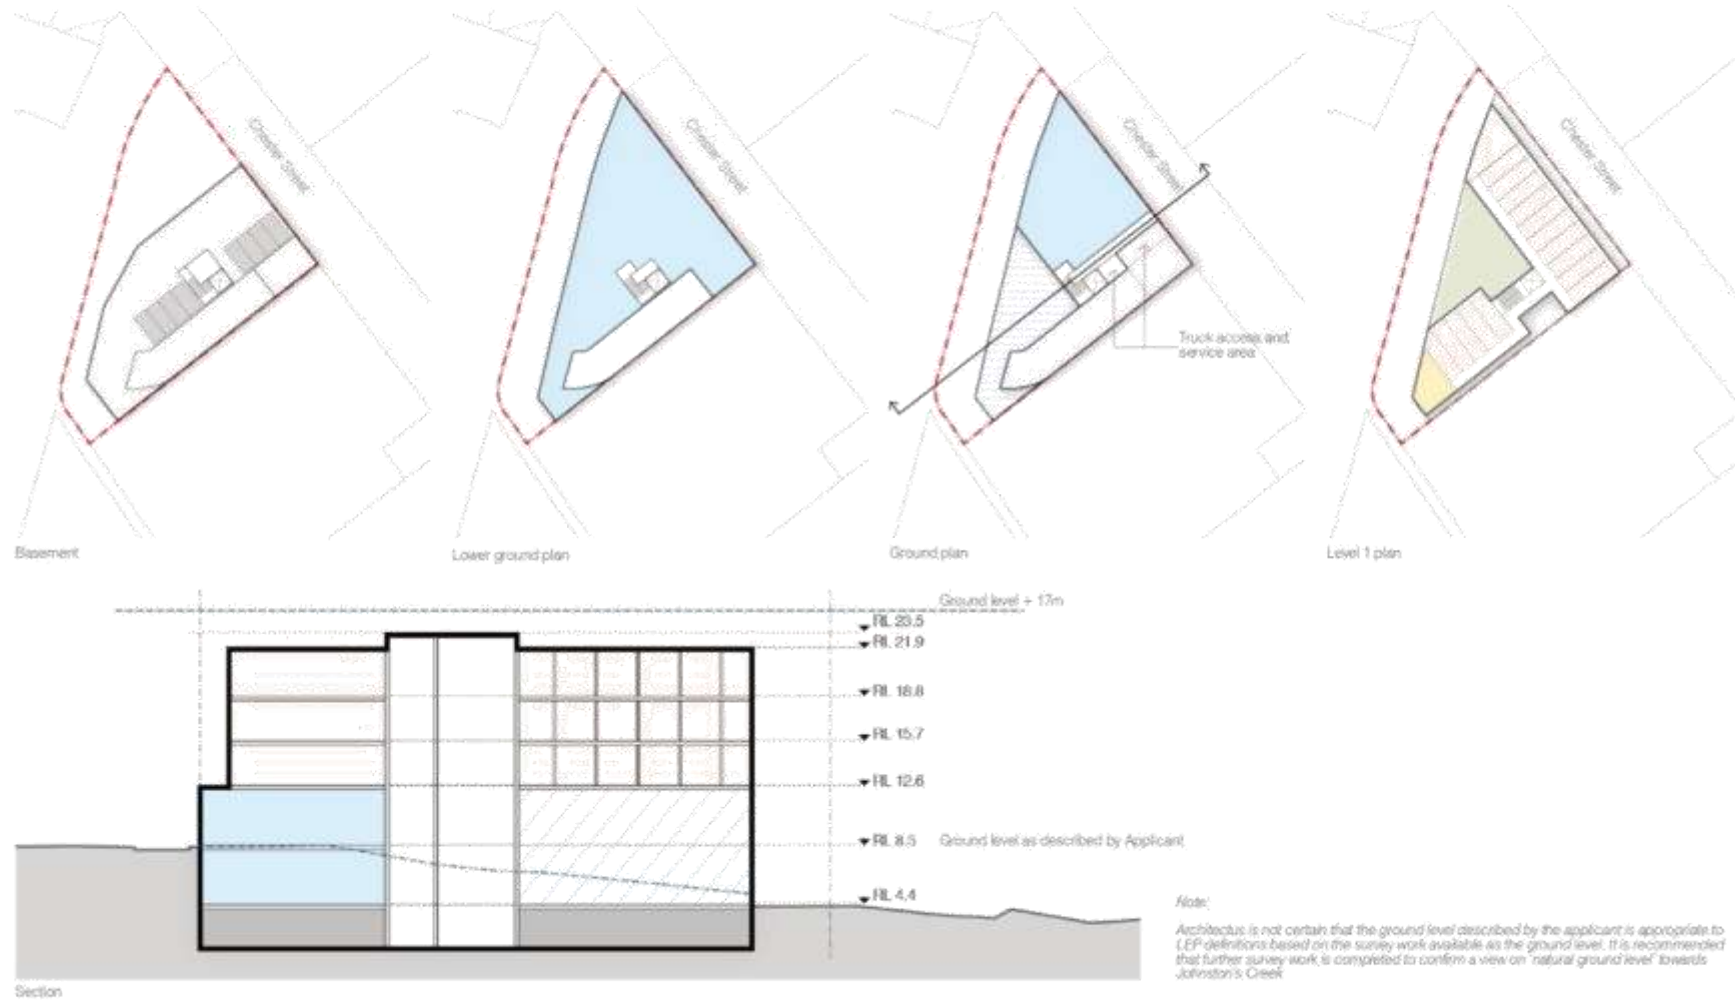 Chester Street
Chester Street
Chester Street
Chester Street
Truck access and
service area
Basement
Lower ground plan
Ground plan
Level 1 plan
Ground level + 17m
RL 23.5
RL 21.9
RL 18.8
RL 15.7
RL 12.6
RL 8.5 Ground level as described by Applicant
RL 4.4
Note:
Architectus is not certain that the ground level described by the applicant is appropriate to
LEP definitions based on the survey work available as the ground level. It is recommended
that further survey work is completed to confirm a view on 'natural ground level' towards
Johnston's Creek
Section